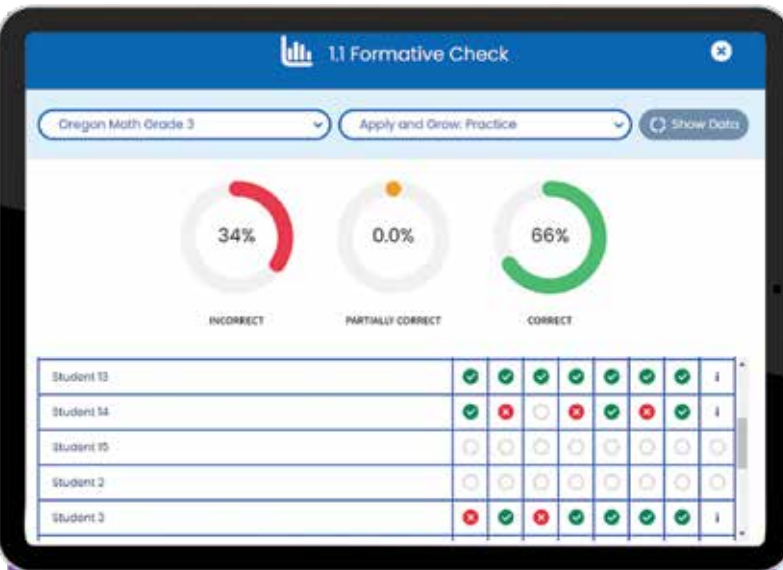 1.1 Formative Check
Oregon Math Grade 3
Apply and Grow: Practice
Show Data
34%
0.0%
66%
INCORRECT
PARTIALLY CORRECT
CORRECT
Student 13
Student 14
Student 15
Student 2
Student 3